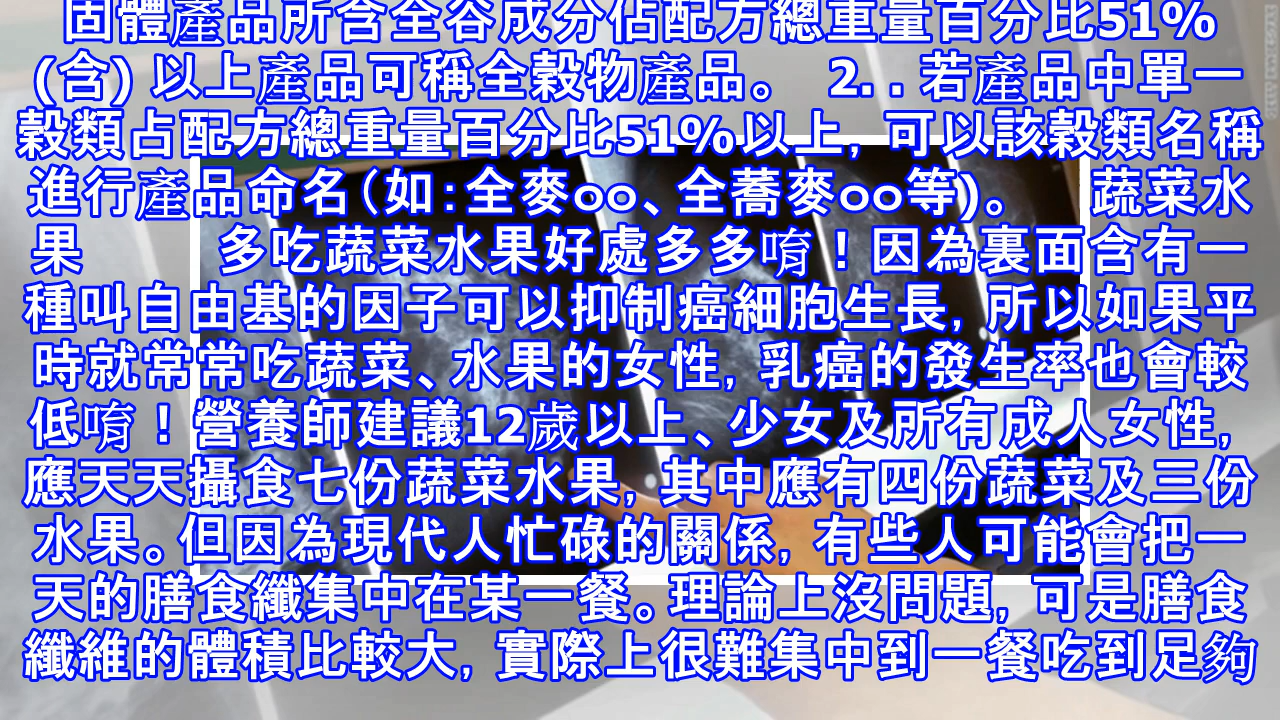 固體產品所含全谷成分佔配方總重量百分比51%
(含) 以上產品可稱全穀物產品。 2. . 若產品中單一
穀類占配方總重量百分比51%以上, 可以該穀類名稱
進行產品命名(如:全麥oo、全蕎麥oo等)。 蔬菜水
果 多吃蔬菜水果好處多多唷！因為裏面含有一
種叫自由基的因子可以抑制癌細胞生長, 所以如果平
時就常常吃蔬菜、水果的女性, 乳癌的發生率也會較
低唷！營養師建議12歲以上、少女及所有成人女性,
應天天攝食七份蔬菜水果, 其中應有四份蔬菜及三份
水果。但因為現代人忙碌的關係, 有些人可能會把一
天的膳食纖集中在某一餐。理論上沒問題, 可是膳食
纖維的體積比較大, 實際上很難集中到一餐吃到足夠